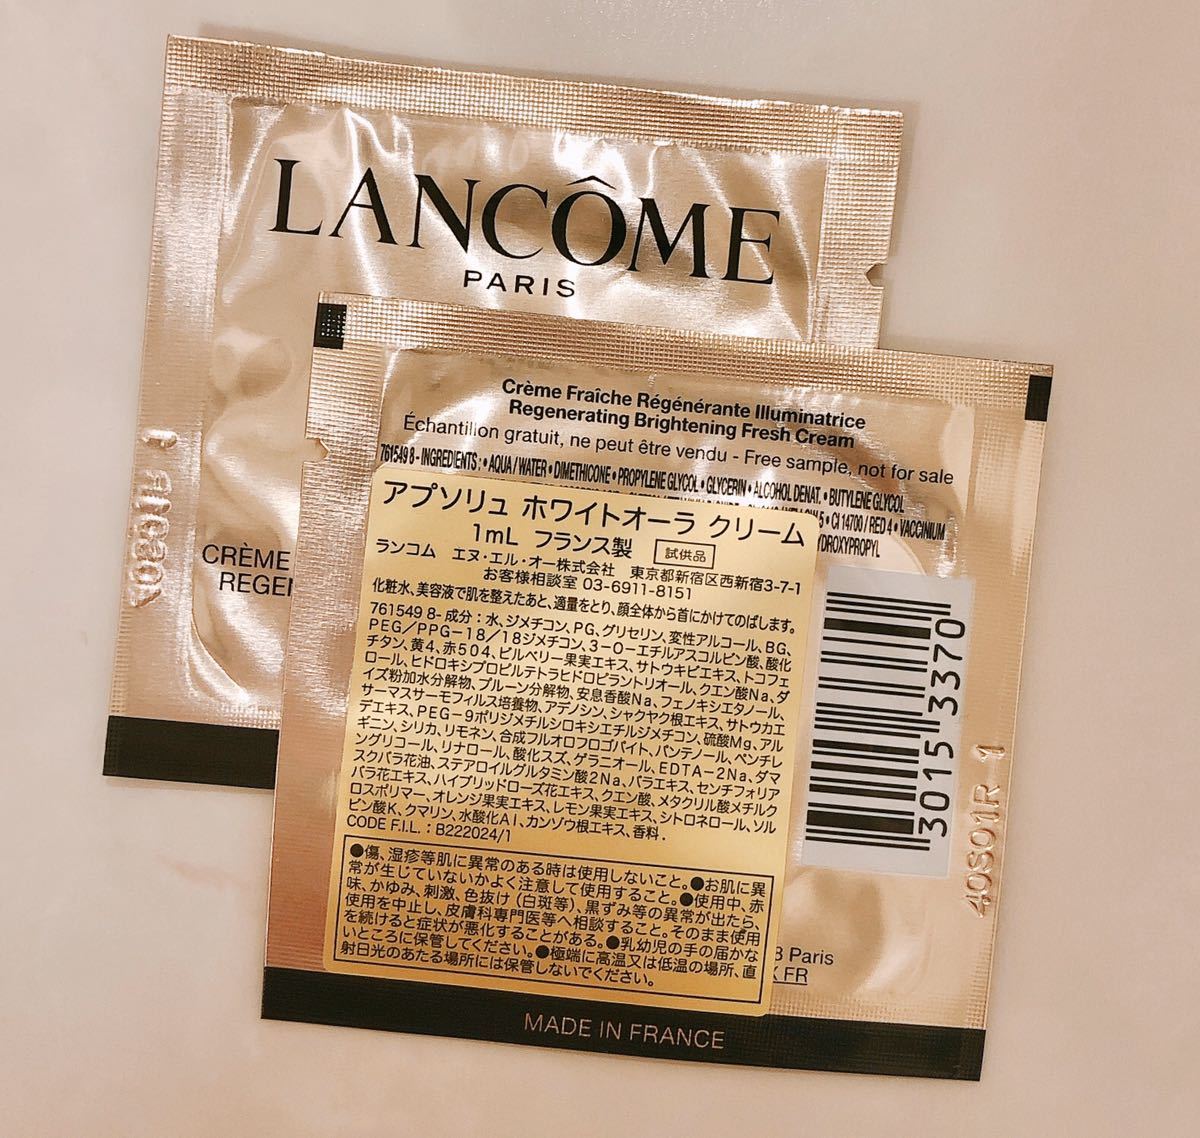 LANCÔME
PARIS
CRÈME
REGEN
Crème Fraîche Régénérante Illuminatrice
Regenerating Brightening Fresh Cream
Échantillon gratuit, ne peut être vendu - Free sample, not for sale
761549 8 - INGREDIENTS : • AQUA / WATER • DIMETHICONE • PROPYLENE GLYCOL • GLYCERIN • ALCOHOL DENAT. • BUTYLENE GLYCOL
5 • CI 14700 / RED 4 • VACCINIUM
YDROXYPROPYL
アプソリュ ホワイトオーラ クリーム
1mL フランス製 試供品
ランコム エヌ・エル・オー株式会社 東京都新宿区西新宿3-7-1
お客様相談室 03-6911-8151
化粧水、美容液で肌を整えたあと、適量をとり、顔全体から首にかけてのばします。
761549 8- 成分 : 水、ジメチコン、PG、グリセリン、変性アルコール、BG、
PEG/PPG-18/18ジメチコン、3-O-エチルアスコルビン酸、酸化
チタン、黄4、赤504、ビルベリー果実エキス、サトウキビエキス、トコフェ
ロール、ヒドロキシプロピルテトラヒドロピラントリオール、クエン酸Na、ダ
イズ粉加水分解物、プルーン分解物、安息香酸Na、フェノキシエタノール、
サーマスサーモフィルス培養物、アデノシン、シャクヤク根エキス、サトウカエ
デエキス、PEG-9ポリジメチルシロキシエチルジメチコン、硫酸Mg、アル
ギニン、シリカ、リモネン、合成フルオロフロゴパイト、パンテノール、ペンチレ
ングリコール、リナロール、酸化スズ、ゲラニオール、EDTA-2Na、ダマ
スクバラ花油、ステアロイルグルタミン酸2Na、バラエキス、センチフォリア
バラ花エキス、ハイブリッドローズ花エキス、クエン酸、メタクリル酸メチルク
ロスポリマー、オレンジ果実エキス、レモン果実エキス、シトロネロール、ソル
ビン酸K、クマリン、水酸化Al、カンゾウ根エキス、香料.
CODE F.I.L. : B222024/1
●傷、湿疹等肌に異常のある時は使用しないこと。●お肌に異
常が生じていないかよく注意して使用すること。●使用中、赤
味、かゆみ、刺激、色抜け(白斑等)、黒ずみ等の異常が出たら、
使用を中止し、皮膚科専門医等へ相談すること。そのまま使用
を続けると症状が悪化することがある。●乳幼児の手の届かな
いところに保管してください。●極端に高温又は低温の場所、直
射日光のあたる場所には保管しないでください。
30153370
40S01R 1
3 Paris
FR
MADE IN FRANCE